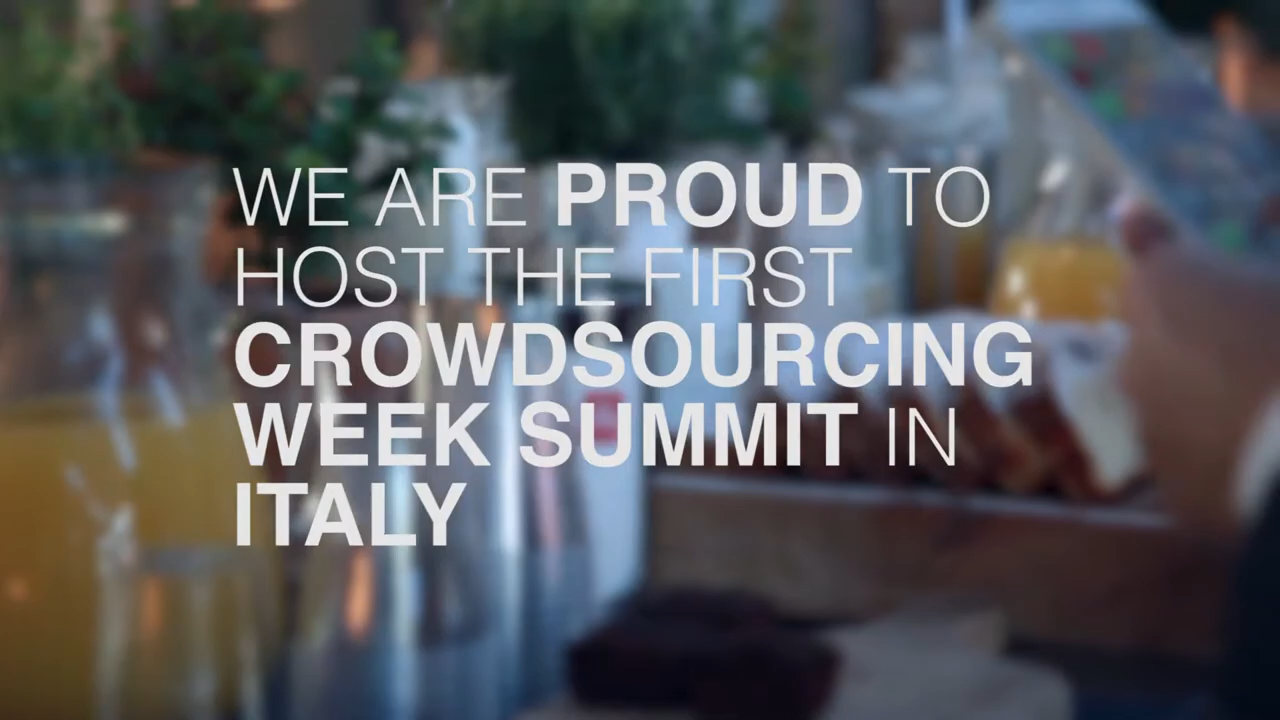 WE ARE PROUD TO
HOST THE FIRST
CROWDSOURCING
WEEK SUMMIT IN
ITALY